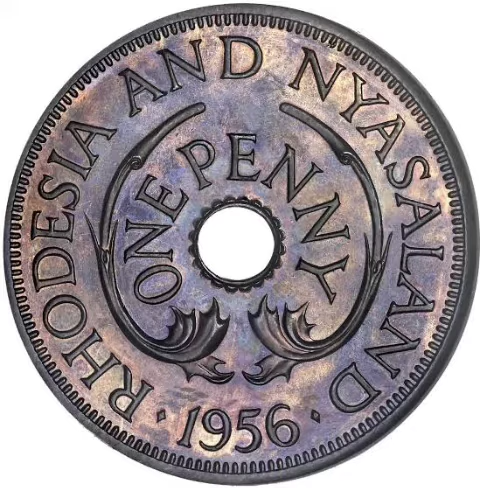 RHODESIA AND NYASALAND
ONE PENNY
· 1956 ·